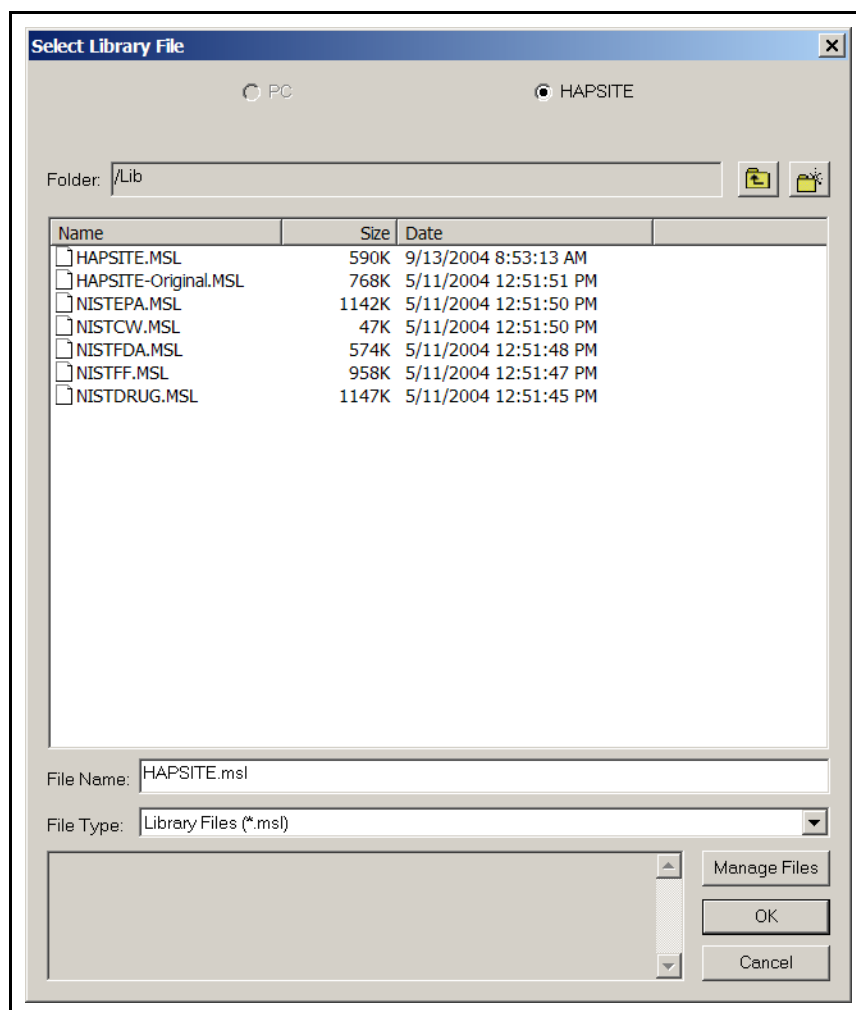 Select Library File
PC HAPSITE
Folder: /Lib
Name Size Date
HAPSITE.MSL 590K 9/13/2004 8:53:13 AM
HAPSITE-Original.MSL 768K 5/11/2004 12:51:51 PM
NISTEPA.MSL 1142K 5/11/2004 12:51:50 PM
NISTCW.MSL 47K 5/11/2004 12:51:50 PM
NISTFDA.MSL 574K 5/11/2004 12:51:48 PM
NISTFF.MSL 958K 5/11/2004 12:51:47 PM
NISTDRUG.MSL 1147K 5/11/2004 12:51:45 PM
File Name: HAPSITE.msl
File Type: Library Files (*.msl)
Manage Files
OK
Cancel